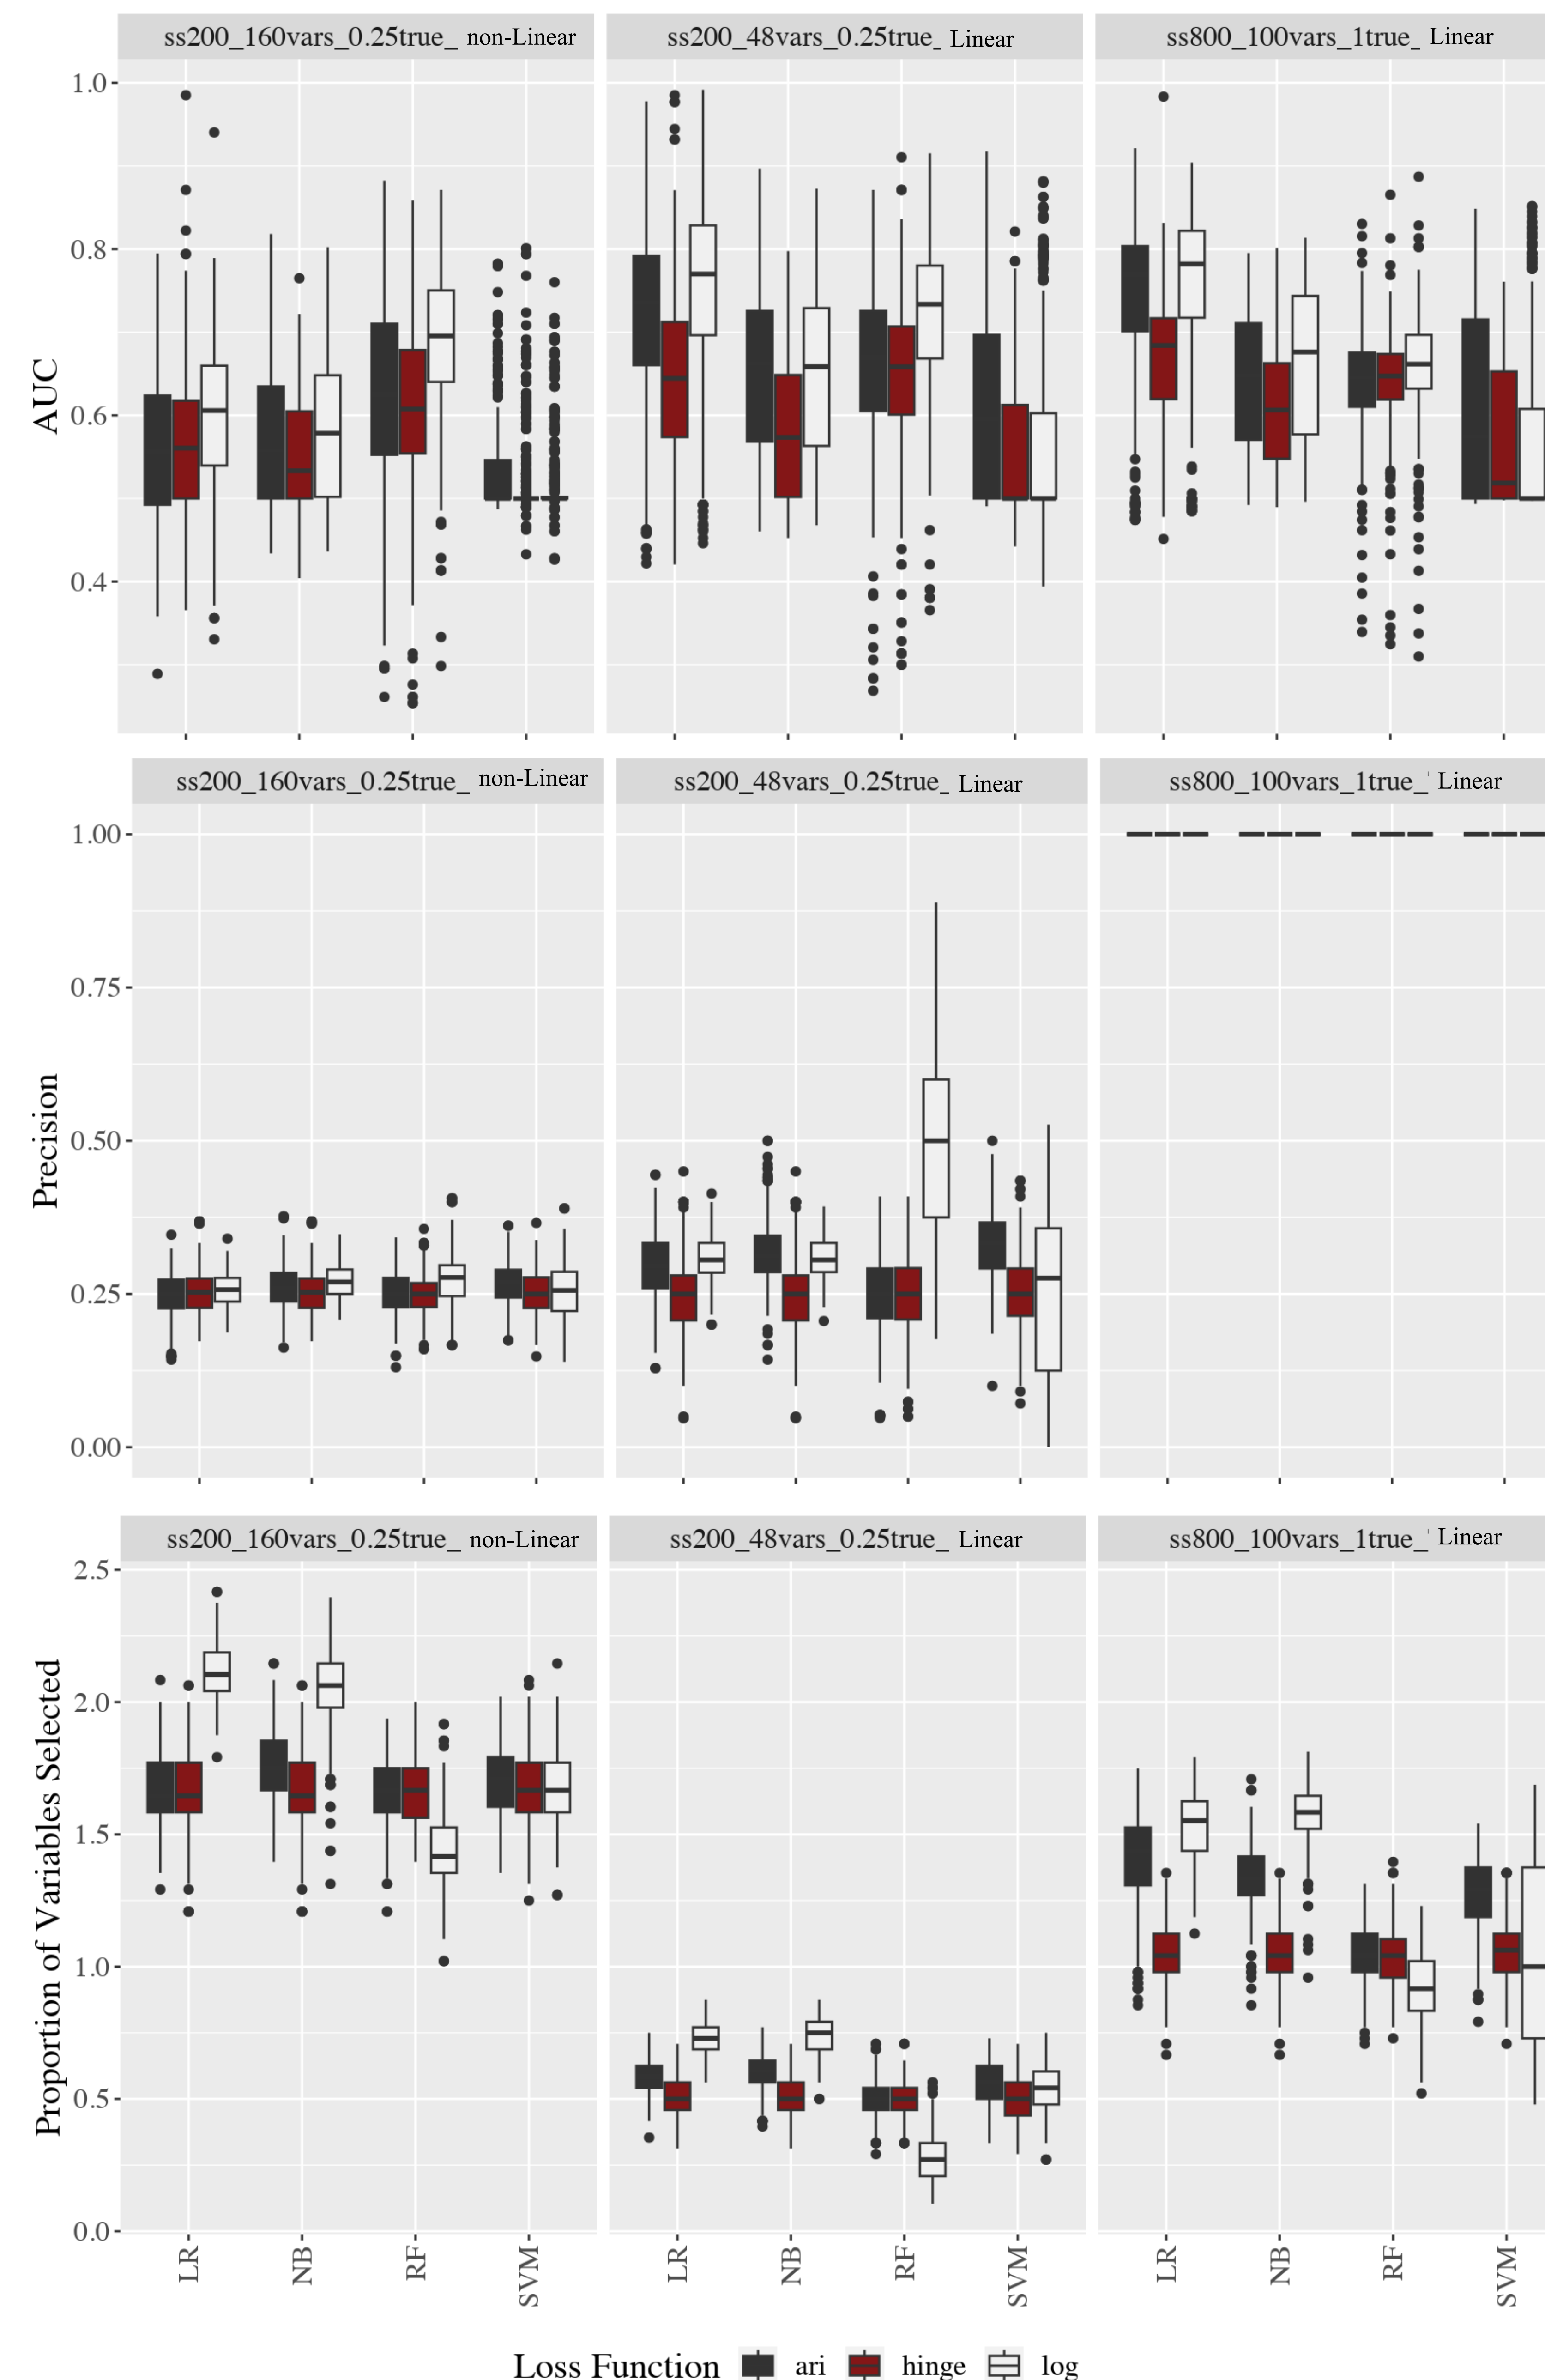 ss200_160vars_0.25true_ non-Linear
ss200_48vars_0.25true_ Linear
ss800_100vars_1true_ Linear
AUC
1.0
0.8
0.6
0.4
ss200_160vars_0.25true_ non-Linear
ss200_48vars_0.25true_ Linear
ss800_100vars_1true_ Linear
Precision
1.00
0.75
0.50
0.25
0.00
ss200_160vars_0.25true_ non-Linear
ss200_48vars_0.25true_ Linear
ss800_100vars_1true_ Linear
Proportion of Variables Selected
2.5
2.0
1.5
1.0
0.5
0.0
LR NB RF SVM
LR NB RF SVM
LR NB RF SVM
Loss Function ari hinge log